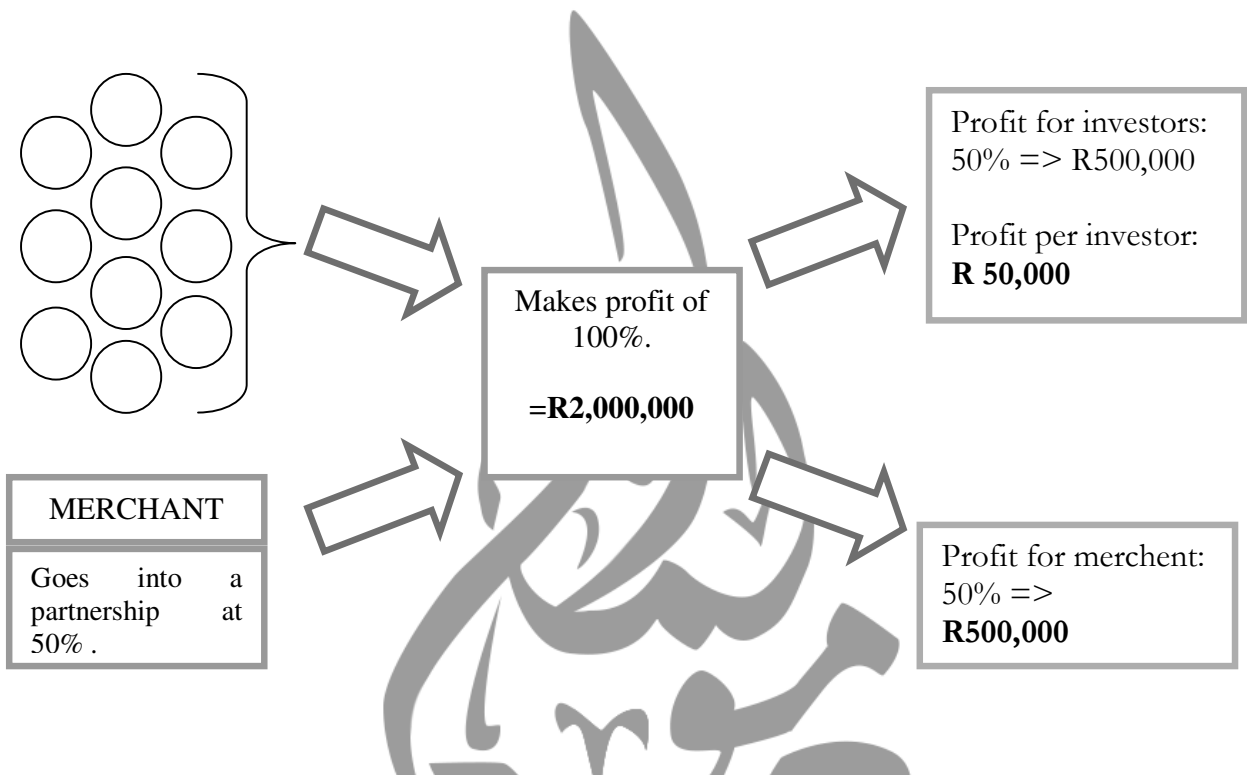 Makes profit of
100%.
=R2,000,000
MERCHANT
Goes into a
partnership at
50% .
Profit for investors:
50% => R500,000
Profit per investor:
R 50,000
Profit for merchent:
50% =>
R500,000